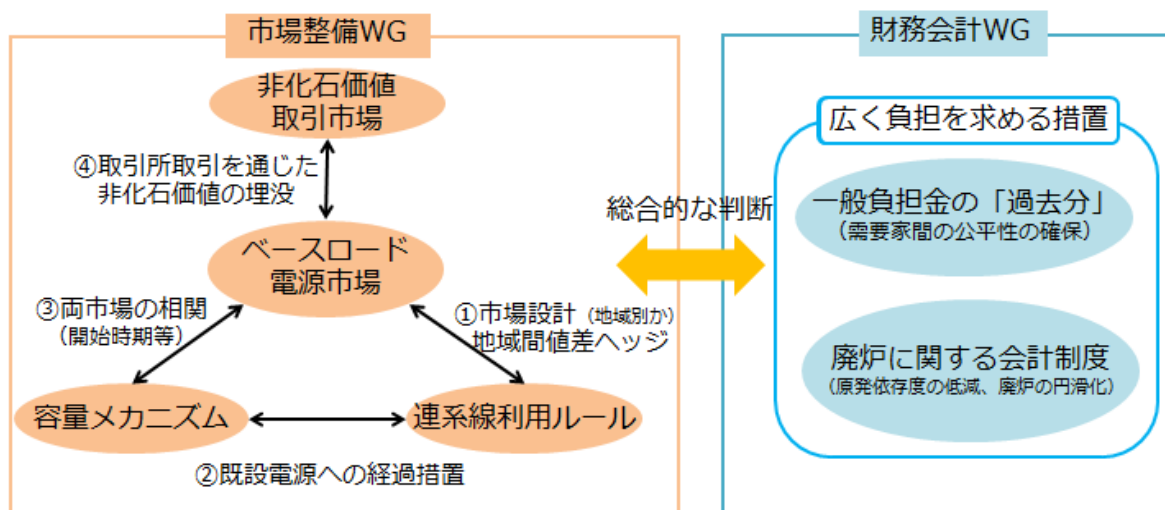 市場整備WG
非化石価値
取引市場
④取引所取引を通じた
非化石価値の埋没
ベースロード
電源市場
③両市場の相関
（開始時期等）
①市場設計（地域別か）
地域間値差ヘッジ
容量メカニズム
連系線利用ルール
②既設電源への経過措置
総合的な判断
財務会計WG
広く負担を求める措置
一般負担金の「過去分」
（需要家間の公平性の確保）
廃炉に関する会計制度
（原発依存度の低減、廃炉の円滑化）